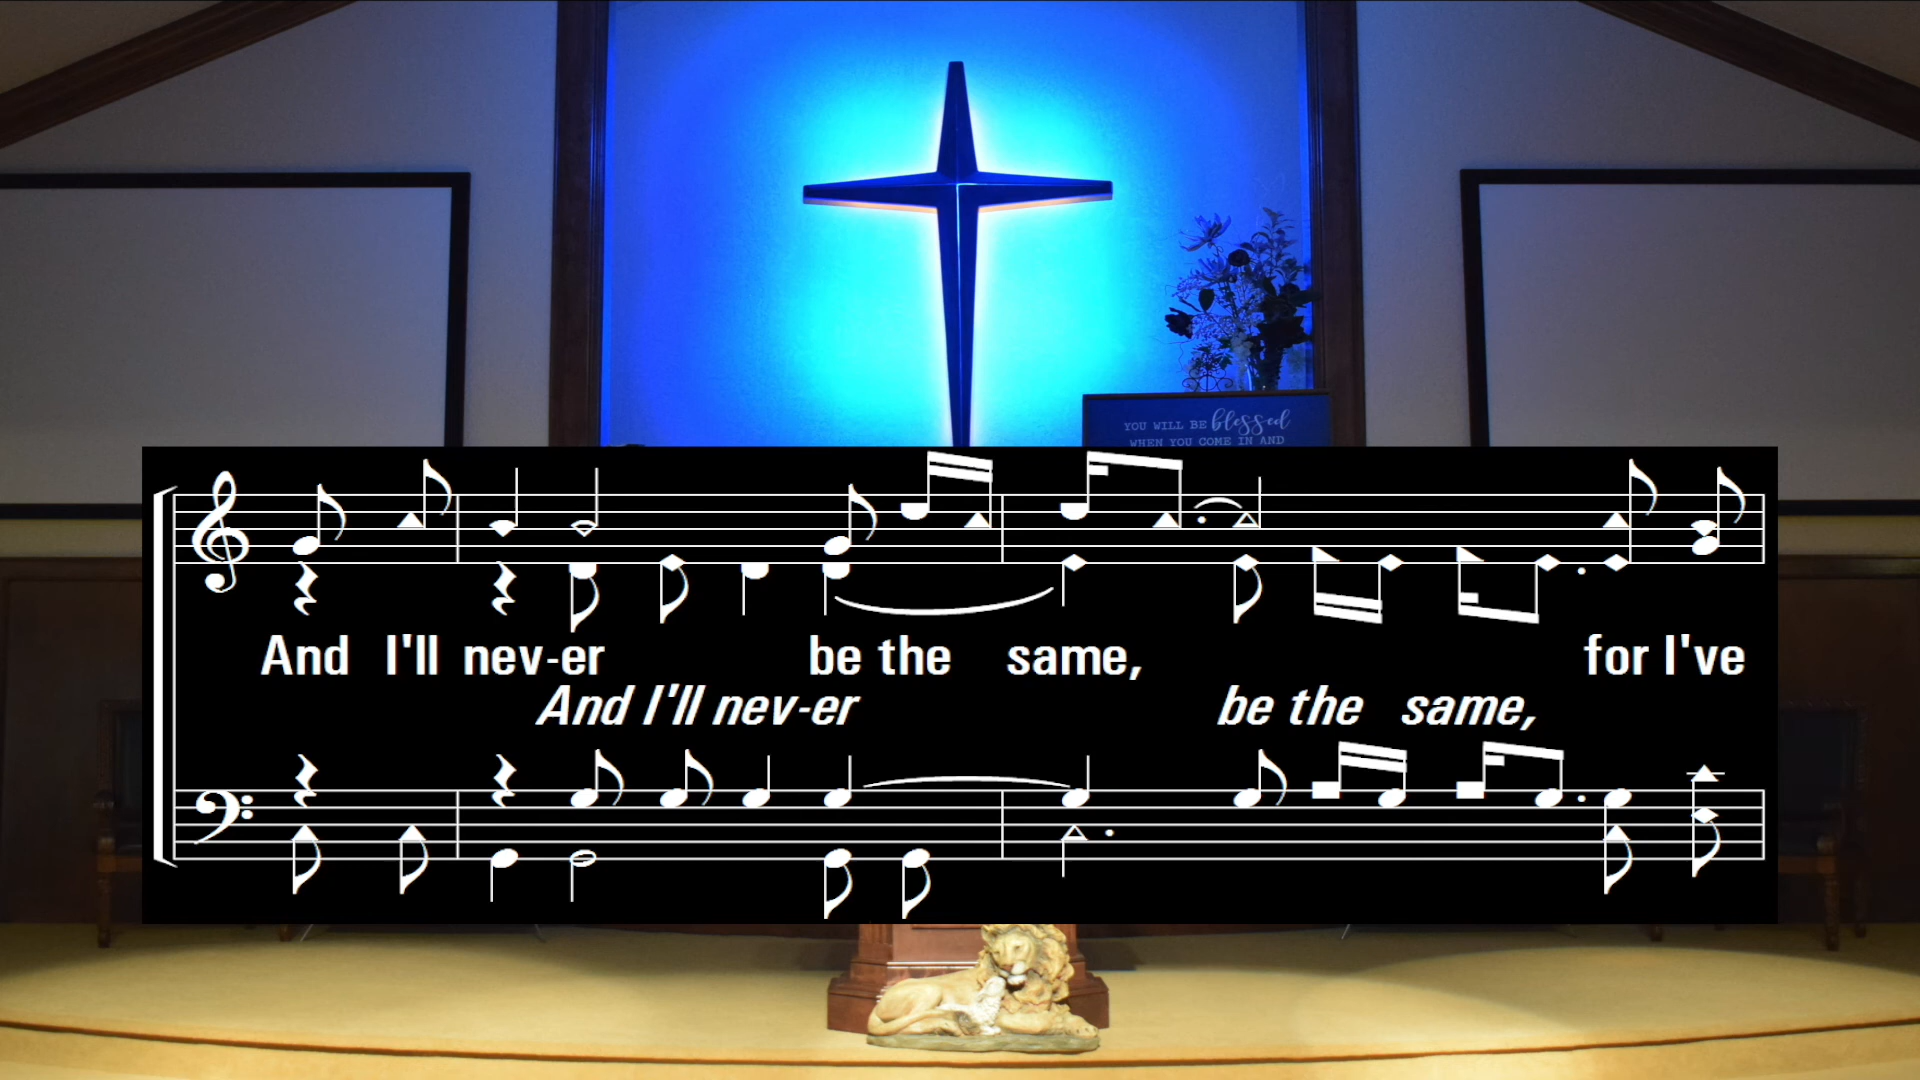 YOU WILL BE blessed
WHEN YOU COME IN AND
And I'll nev-er be the same, for I've
And I'll nev-er be the same,